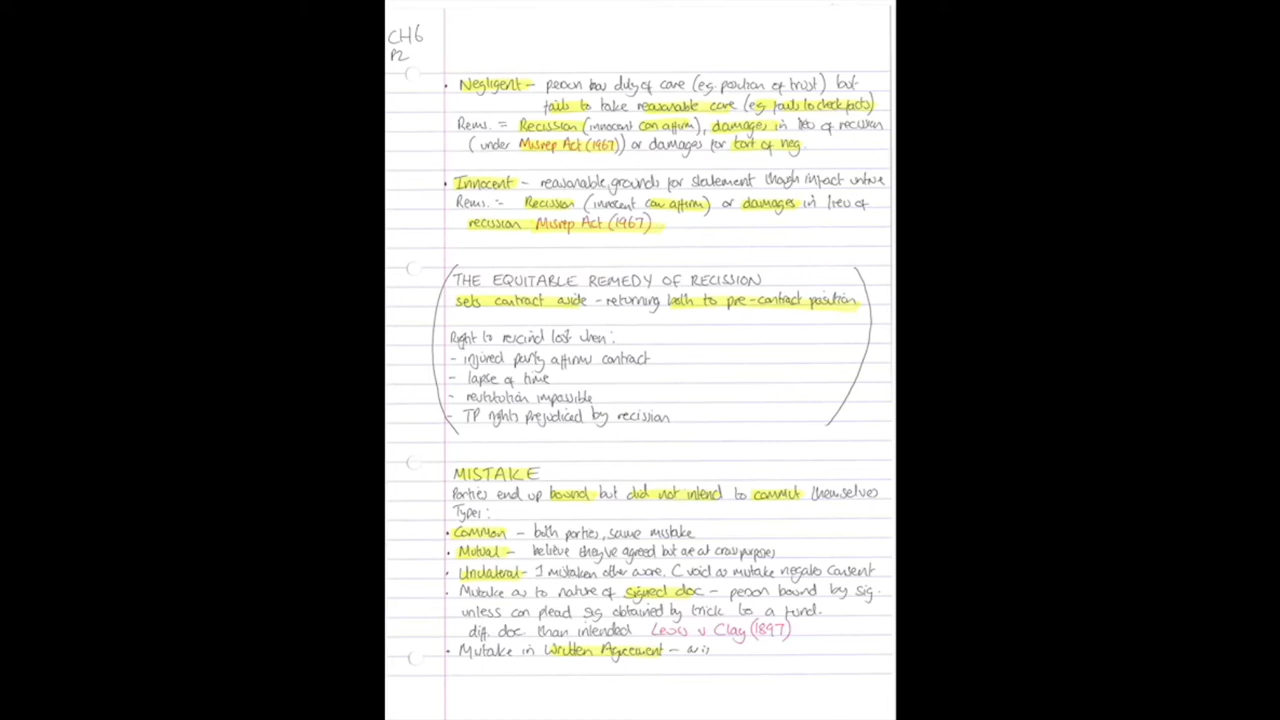 CH6
P2
· Negligent - person has duty of care (eg. position of trust) but
fails to take reasonable care (eg fails to check facts)
Rems. = Recission (innocent can affirm), damages in lieu of recision
(under Misrep Act (1967)) or damages for tort of neg.
· Innocent - reasonable grounds for statement though in fact untrue
Rems. :- Recission (innocent can affirm) or damages in lieu of
recission Misrep Act (1967)
THE EQUITABLE REMEDY OF RECISSION
sets contract aside - returning both to pre-contract position
Right to rescind lost when:
- injured party affirms contract
- lapse of time
- restitution impossible
- TP rights prejudiced by recission
MISTAKE
Parties end up bound but did not intend to commit themselves
Types:
· Common - both parties, same mistake
· Mutual - believe they've agreed but are at cross purposes
· Unilateral - 1 mistaken other aware. C void as mistake negates consent
· Mistake as to nature of signed doc - person bound by sig.
unless can plead sig obtained by trick to a fund.
diff. doc than intended Lewis v Clay (1897)
· Mistake in Written Agreement -